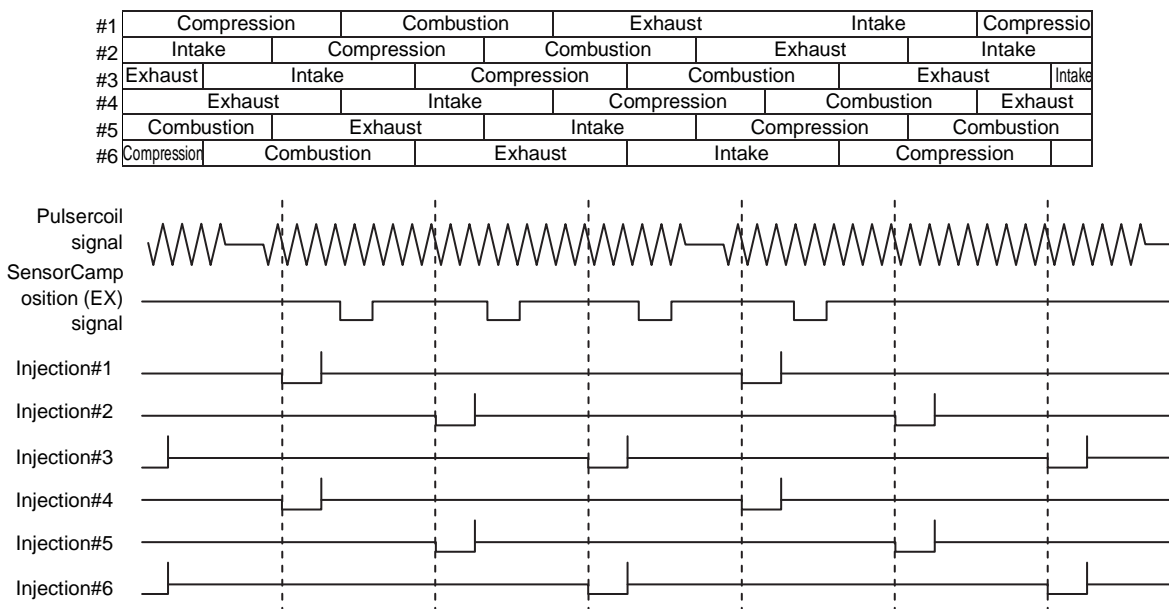 #1 Compression Combustion Exhaust Intake Compressio
#2 Intake Compression Combustion Exhaust Intake
#3 Exhaust Intake Compression Combustion Exhaust Intake
#4 Exhaust Intake Compression Combustion Exhaust
#5 Combustion Exhaust Intake Compression Combustion
#6 Compression Combustion Exhaust Intake Compression
Pulsercoil
signal
SensorCamp
osition (EX)
signal
Injection#1
Injection#2
Injection#3
Injection#4
Injection#5
Injection#6